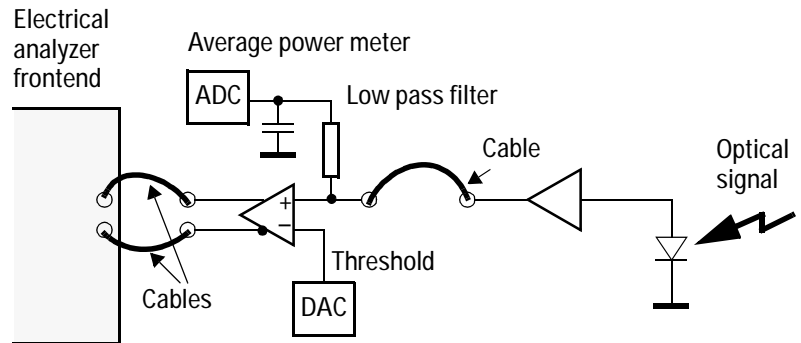 Electrical
analyzer
frontend
Average power meter
ADC
Low pass filter
Cable
Optical
signal
+
−
Threshold
Cables
DAC